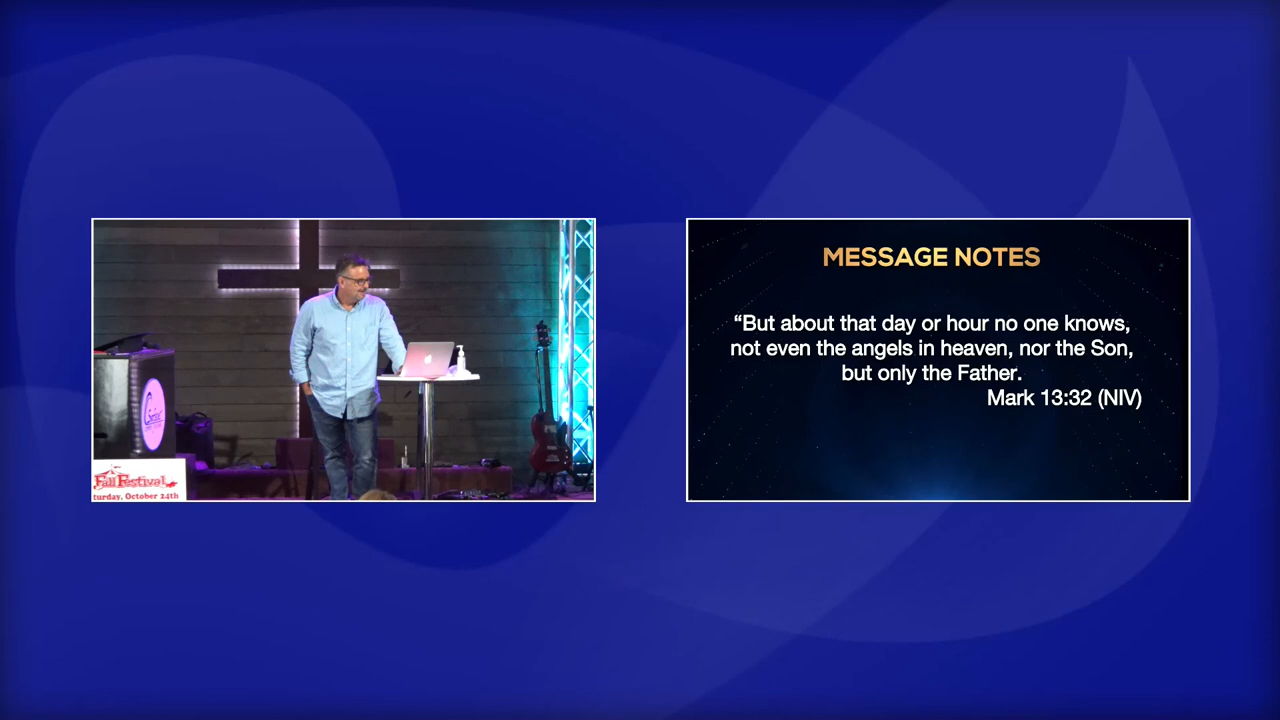 Fall Festival
turday, October 24th
MESSAGE NOTES
“But about that day or hour no one knows,
not even the angels in heaven, nor the Son,
but only the Father.
Mark 13:32 (NIV)